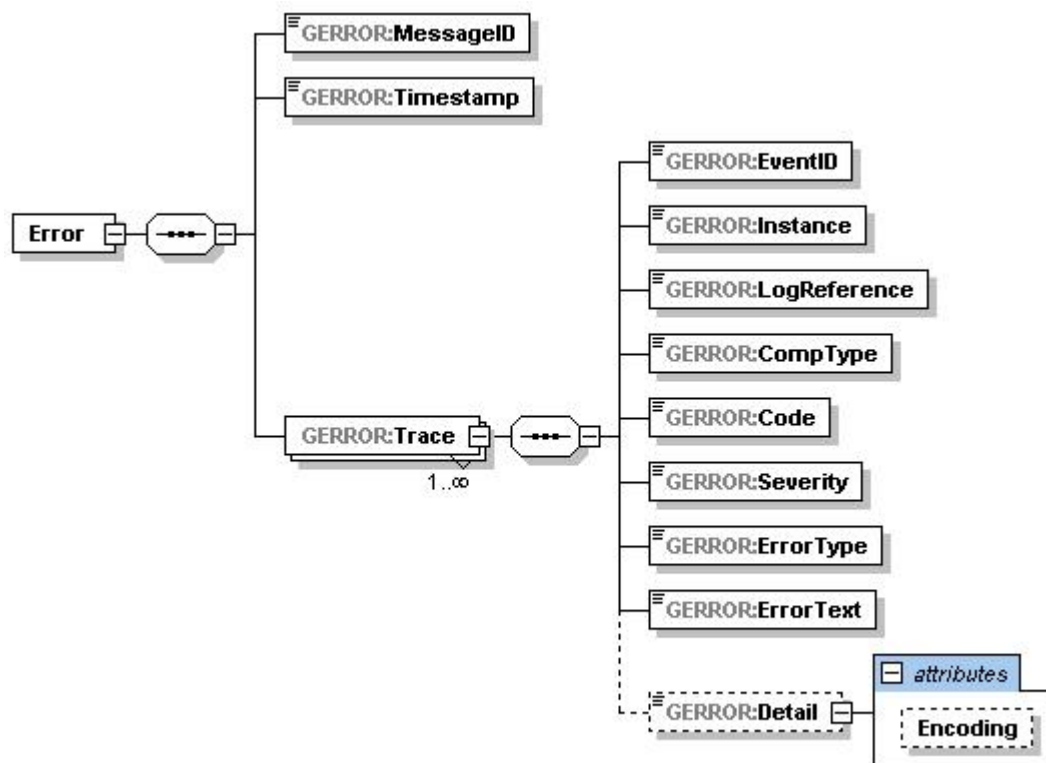 GERROR:MessageID
GERROR:Timestamp
Error
GERROR:Trace
1..∞
GERROR:EventID
GERROR:Instance
GERROR:LogReference
GERROR:CompType
GERROR:Code
GERROR:Severity
GERROR:ErrorType
GERROR:ErrorText
GERROR:Detail
attributes
Encoding